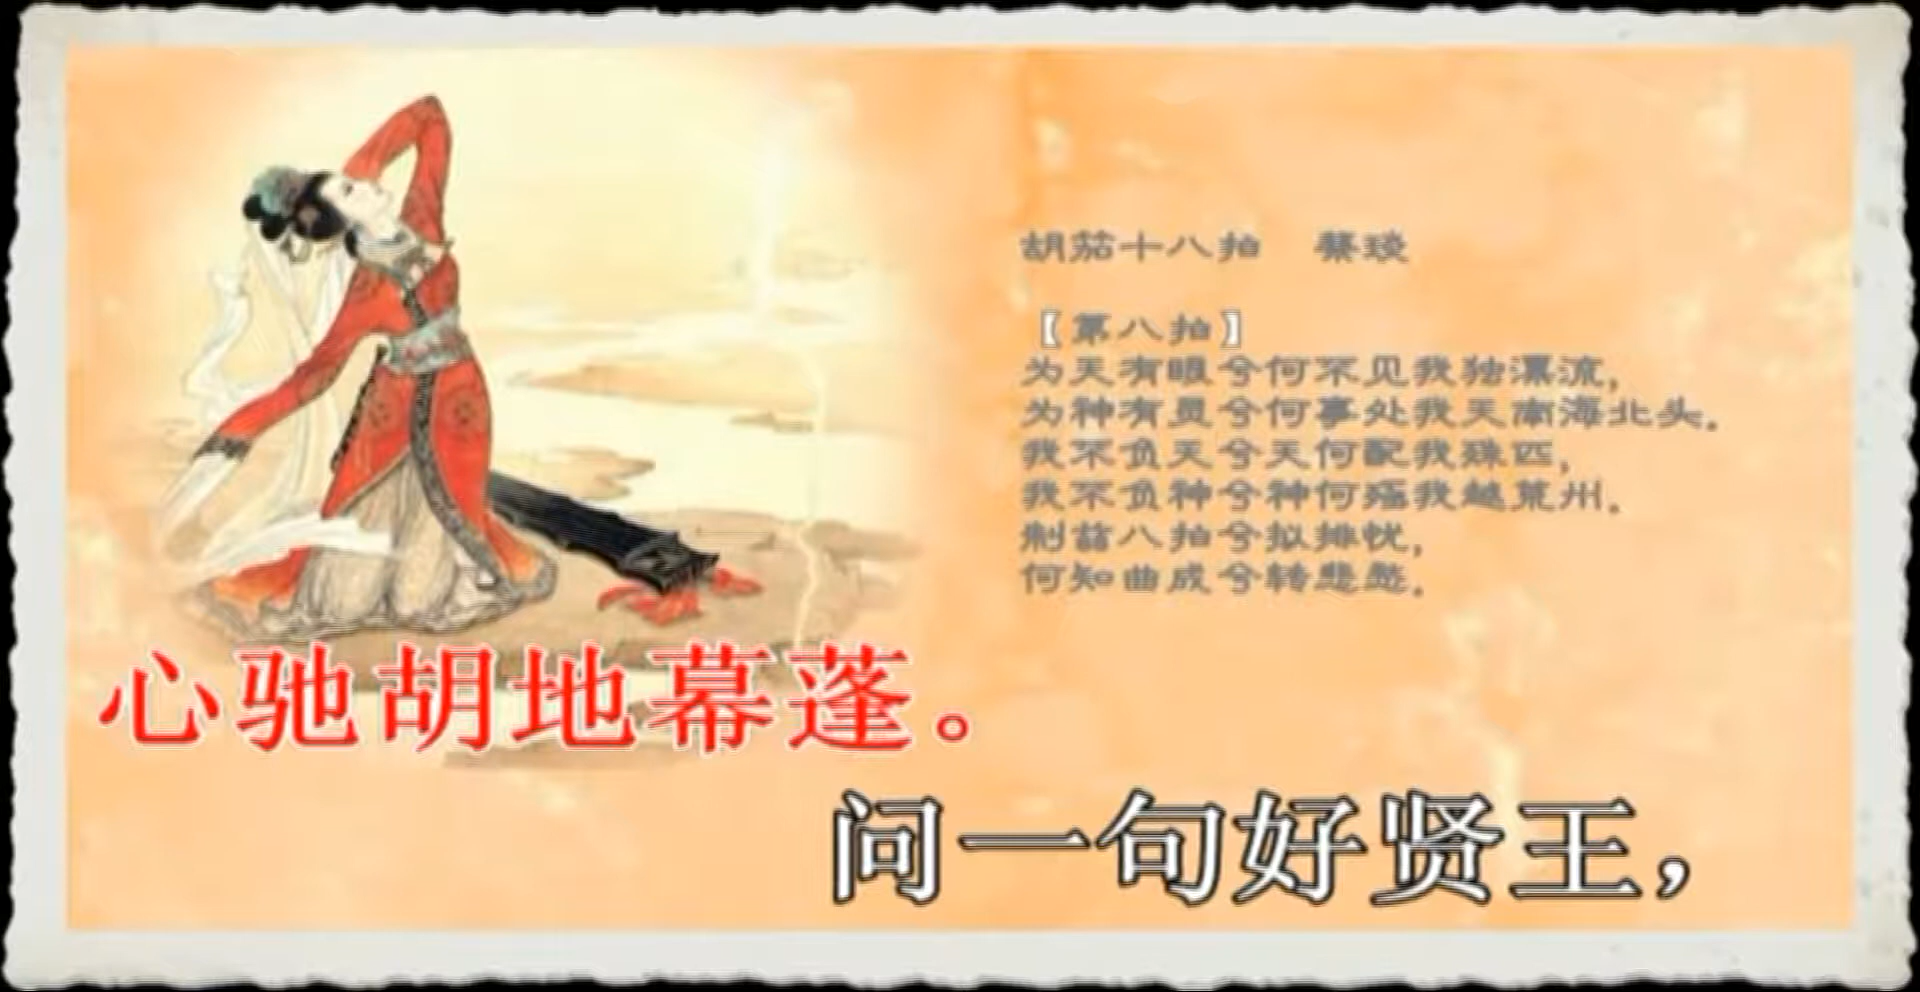 胡笳十八拍 蔡琰
【第八拍】
为天有眼兮何不见我独漂流，
为神有灵兮何事处我天南海北头。
我不负天兮天何配我殊匹，
我不负神兮神何殛我越荒州。
制兹八拍兮拟排忧，
何知曲成兮转悲愁。
心驰胡地幕蓬。
问一句好贤王，